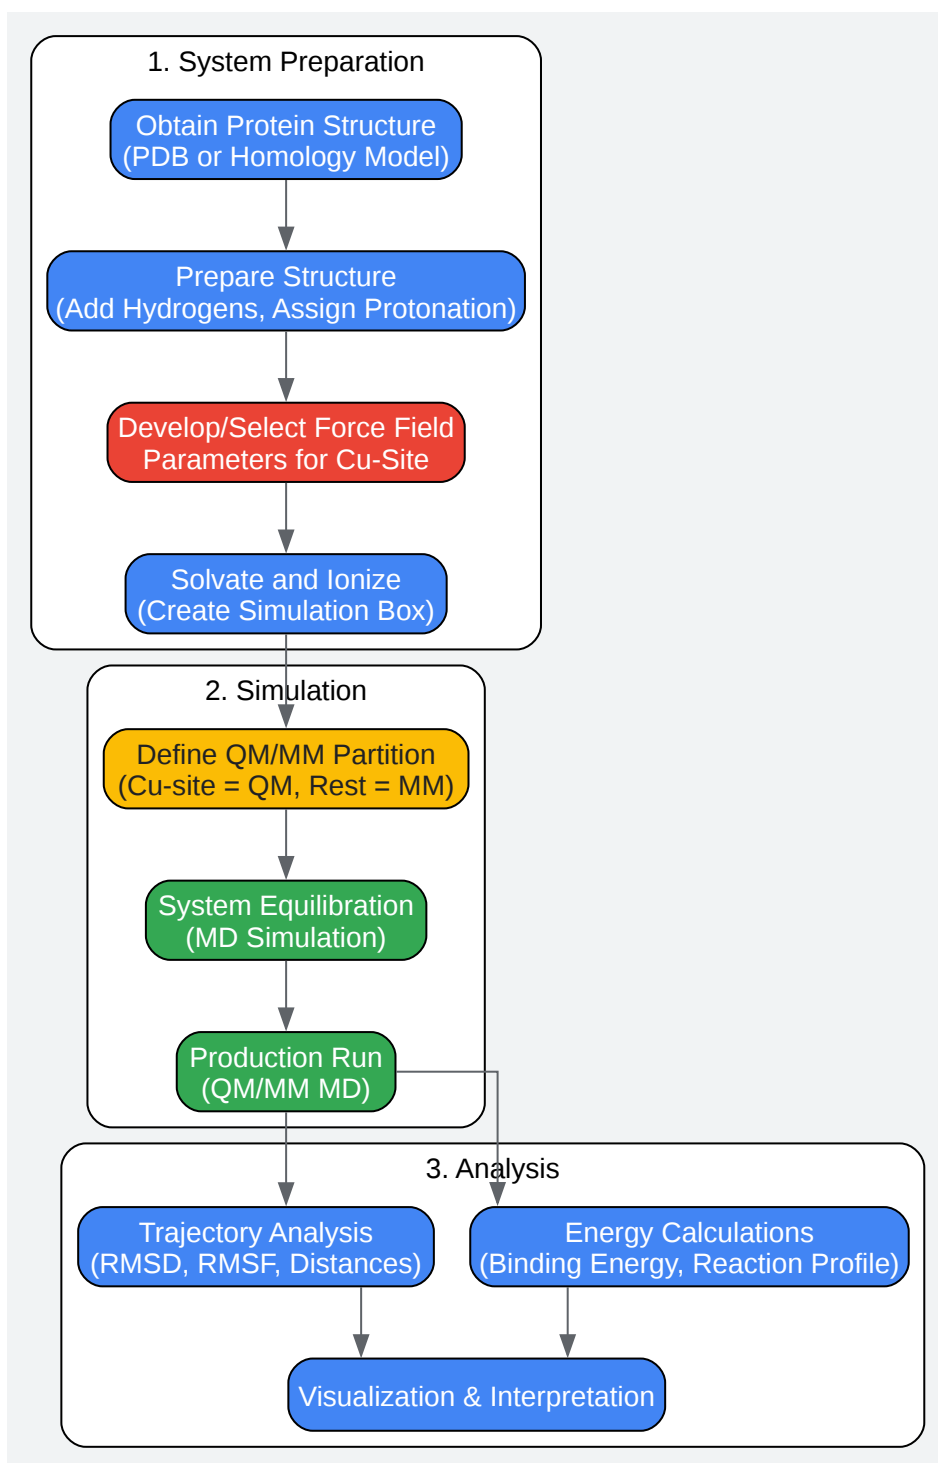 1. System Preparation
Obtain Protein Structure
(PDB or Homology Model)
Prepare Structure
(Add Hydrogens, Assign Protonation)
Develop/Select Force Field
Parameters for Cu-Site
Solvate and Ionize
(Create Simulation Box)
2. Simulation
Define QM/MM Partition
(Cu-site = QM, Rest = MM)
System Equilibration
(MD Simulation)
Production Run
(QM/MM MD)
3. Analysis
Trajectory Analysis
(RMSD, RMSF, Distances)
Energy Calculations
(Binding Energy, Reaction Profile)
Visualization & Interpretation